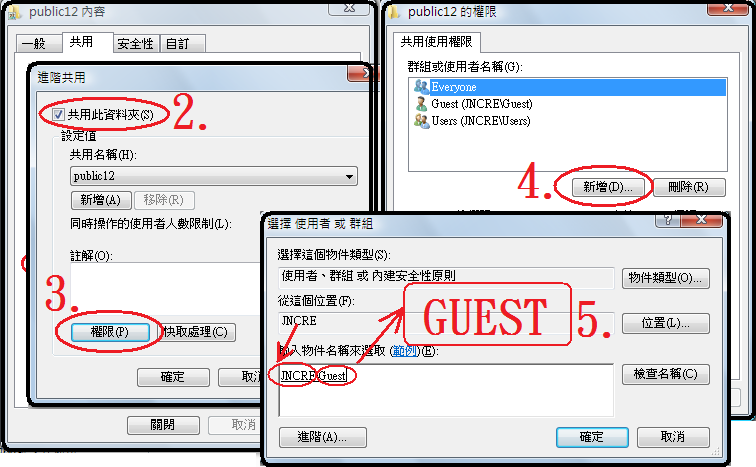 public12 內容
一般 共用 安全性 自訂
進階共用
共用此資料夾(S)
2.
設定值
共用名稱(H):
public12
新增(A) 移除(R)
同時操作的使用者人數限制(L):
註解(O):
3.
權限(P) 快取處理(C)
確定
關閉 取消
public12 的權限
共用使用權限
群組或使用者名稱(G):
Everyone
Guest (JNCRE\Guest)
Users (JNCRE\Users)
4.
新增(D)... 刪除(R)
選擇 使用者 或 群組
選擇這個物件類型(S):
使用者、群組 或 內建安全性原則
物件類型(O)...
從這個位置(F):
JNCRE
位置(L)...
GUEST 5.
輸入物件名稱來選取 (範例)(E):
JNCRE\Guest
檢查名稱(C)
進階(A)...
確定 取消